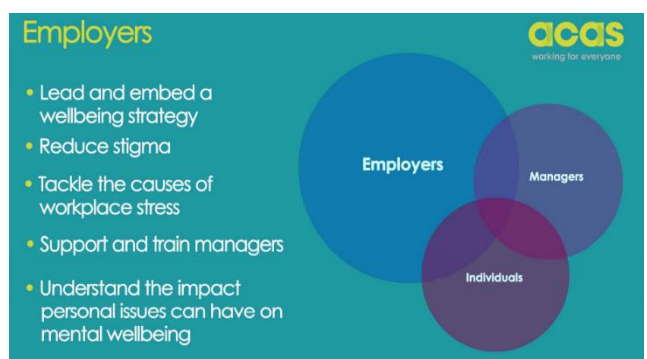 Employers
acas
working for everyone
• Lead and embed a
wellbeing strategy
• Reduce stigma
• Tackle the causes of
workplace stress
• Support and train managers
• Understand the impact
personal issues can have on
mental wellbeing
Employers
Managers
Individuals